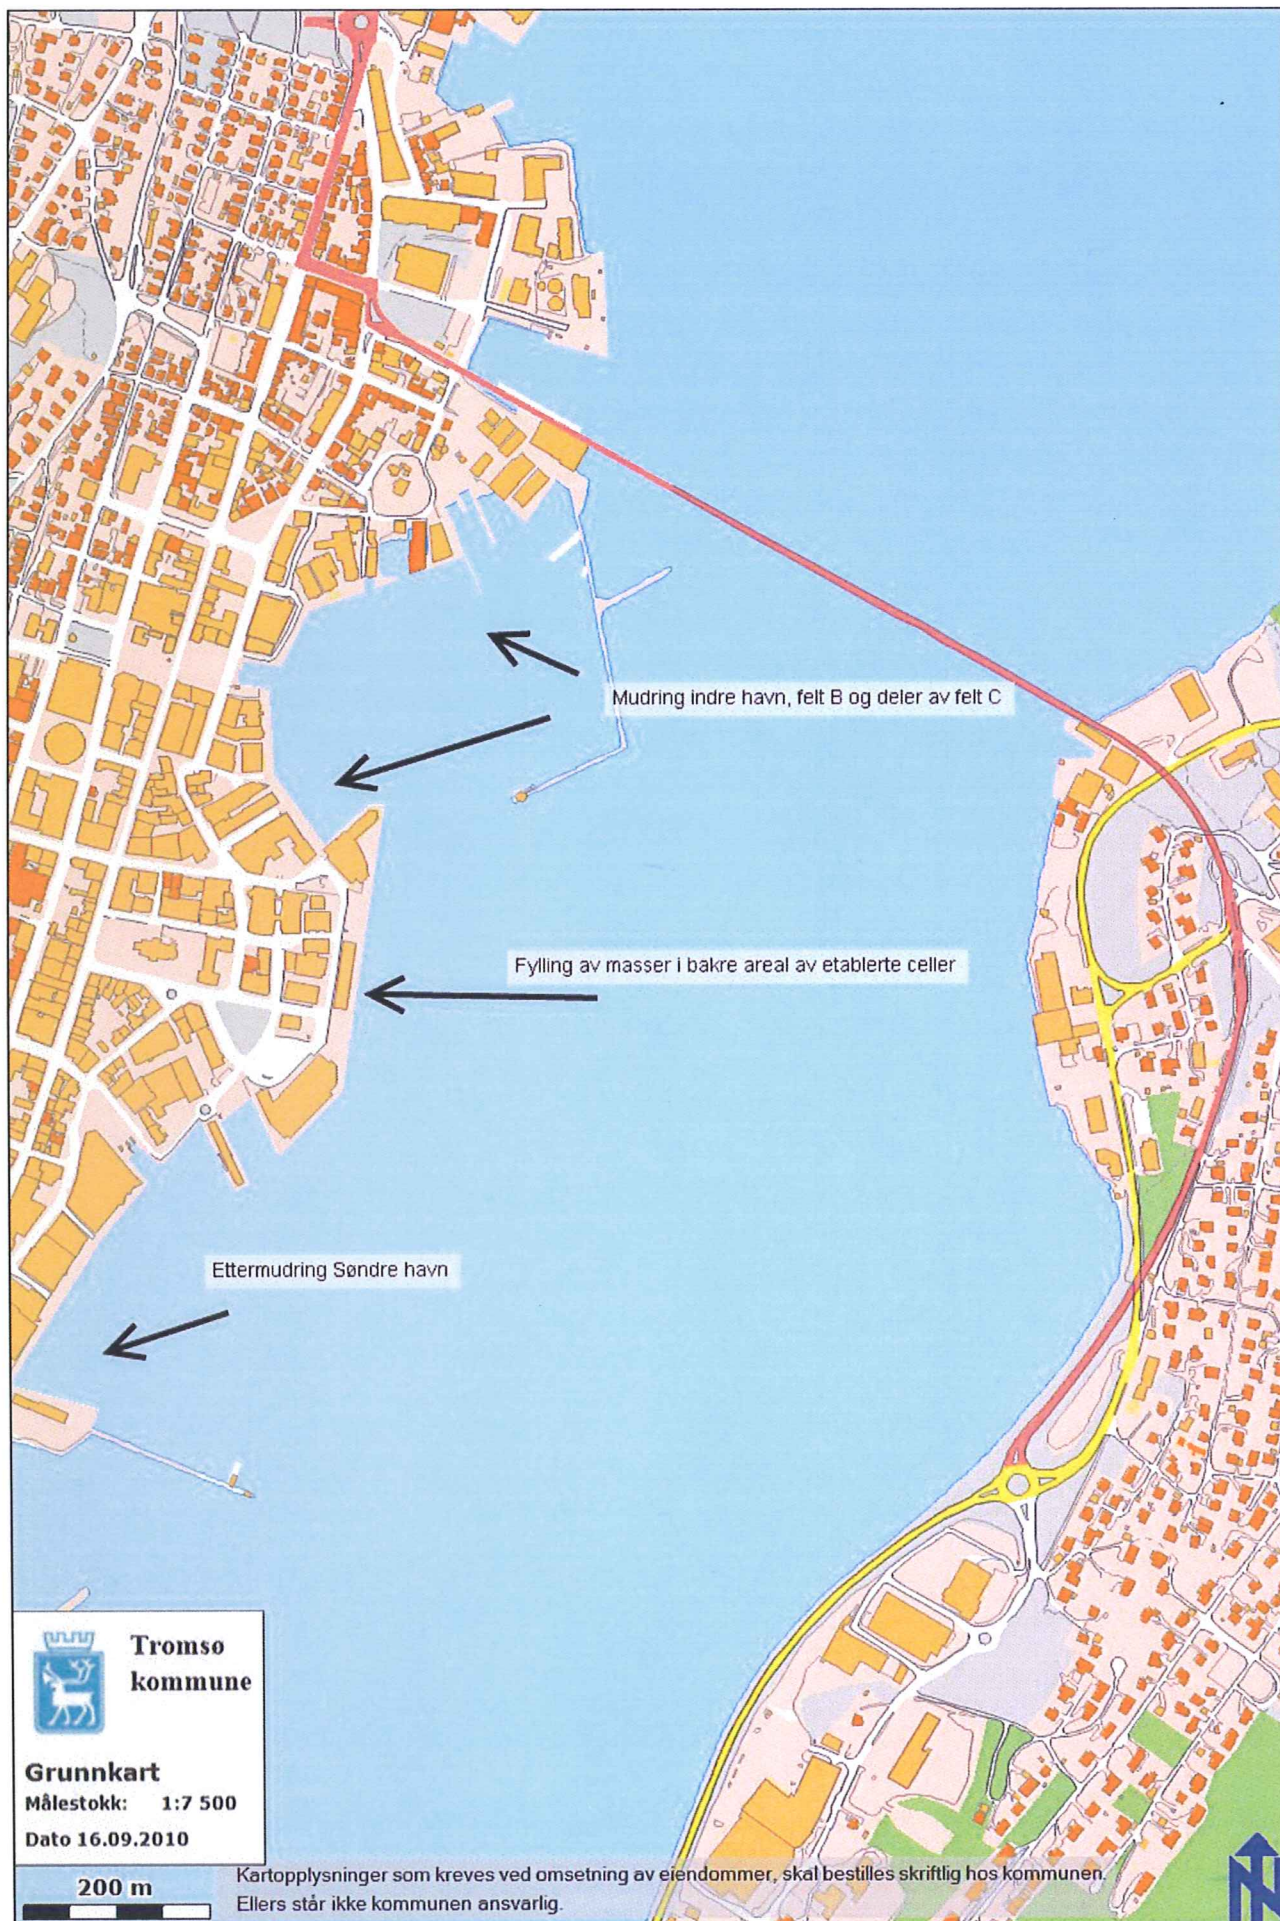 Mudring indre havn, felt B og deler av felt C
Fylling av masser i bakre areal av etablerte celler
Ettermudring Søndre havn
Tromsø
kommune
Grunnkart
Målestokk: 1:7 500
Dato 16.09.2010
200 m
Kartopplysninger som kreves ved omsetning av eiendommer, skal bestilles skriftlig hos kommunen.
Ellers står ikke kommunen ansvarlig.
N